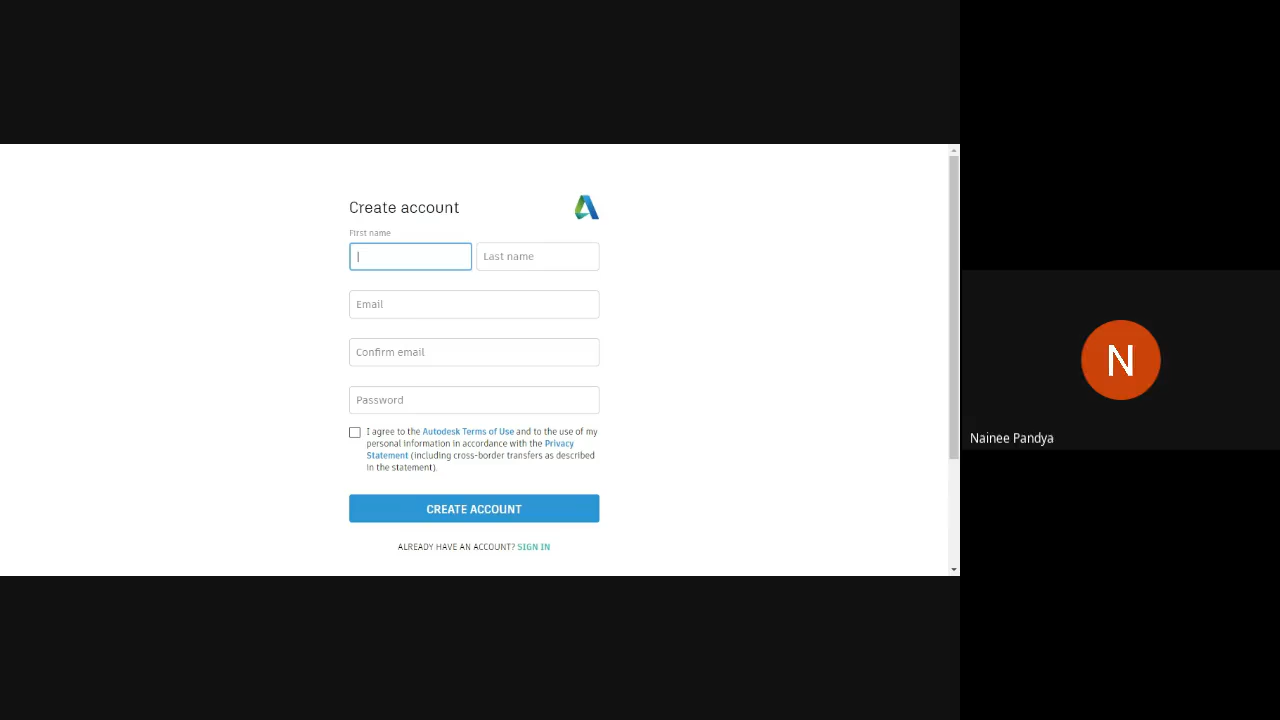 Create account
First name
Last name
Email
Confirm email
Password
I agree to the Autodesk Terms of Use and to the use of my
personal information in accordance with the Privacy
Statement (including cross-border transfers as described
in the statement).
CREATE ACCOUNT
ALREADY HAVE AN ACCOUNT? SIGN IN
N
Nainee Pandya